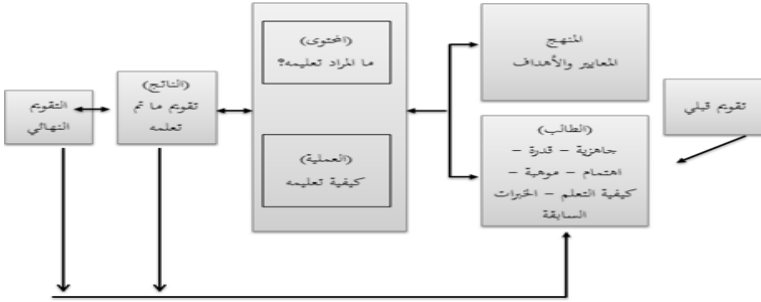 المنهج
المعايير والأهداف
تقويم قبلي
(الطالب)
جاهزية – قدرة –
اهتمام – موهبة –
كيفية التعلم – الخبرات
السابقة
(المحتوى)
ما المراد تعليمه؟
(العملية)
كيفية تعليمه
(الناتج)
تقويم ما تم
تعلمه
التقويم
النهائي